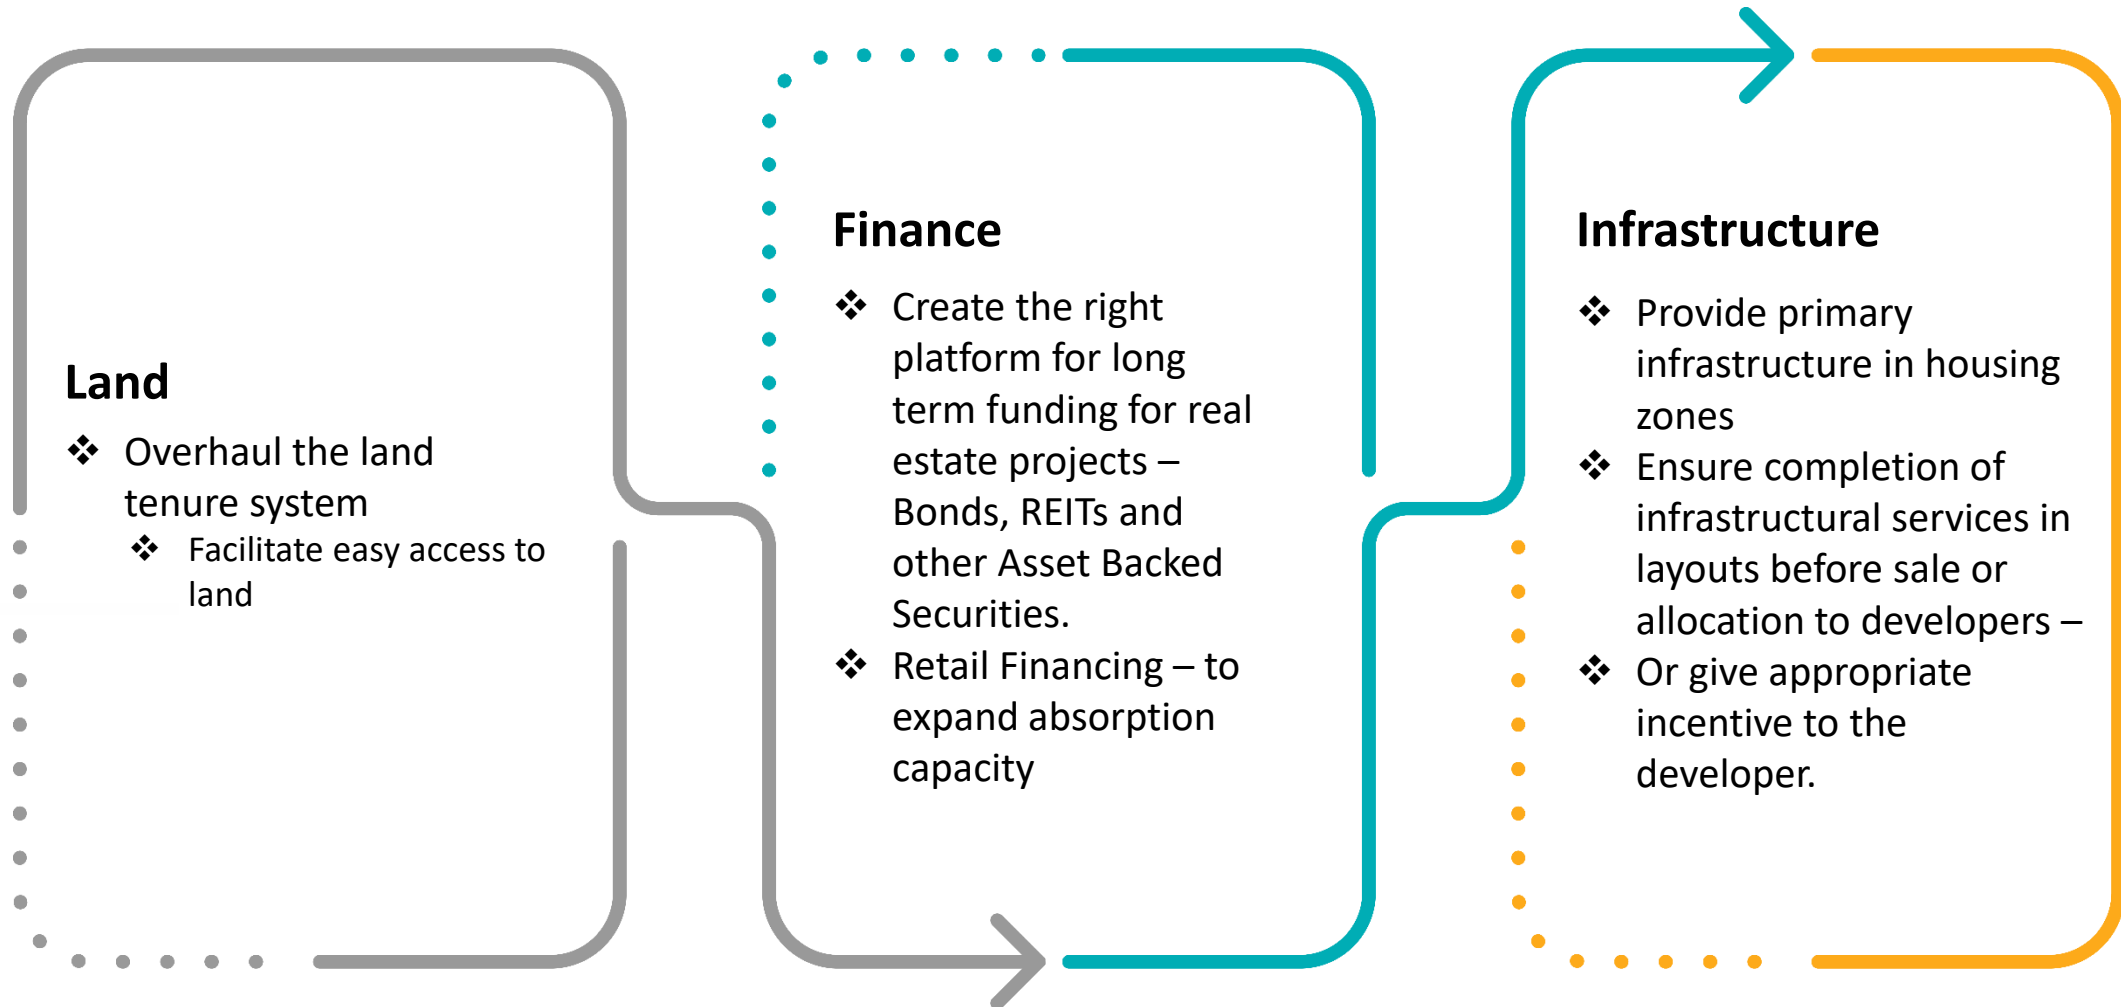 Land
❖ Overhaul the land
tenure system
❖ Facilitate easy access to
land
Finance
❖ Create the right
platform for long
term funding for real
estate projects –
Bonds, REITs and
other Asset Backed
Securities.
❖ Retail Financing – to
expand absorption
capacity
Infrastructure
❖ Provide primary
infrastructure in housing
zones
❖ Ensure completion of
infrastructural services in
layouts before sale or
allocation to developers –
❖ Or give appropriate
incentive to the
developer.